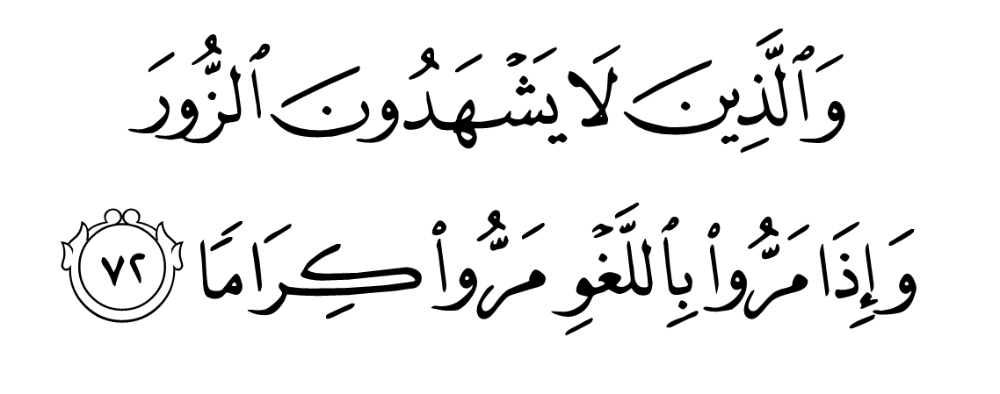 وَٱلَّذِينَ لَا يَشْهَدُونَ ٱلزُّورَ
وَإِذَا مَرُّوا۟ بِٱللَّغْوِ مَرُّوا۟ كِرَامًا ٧٢